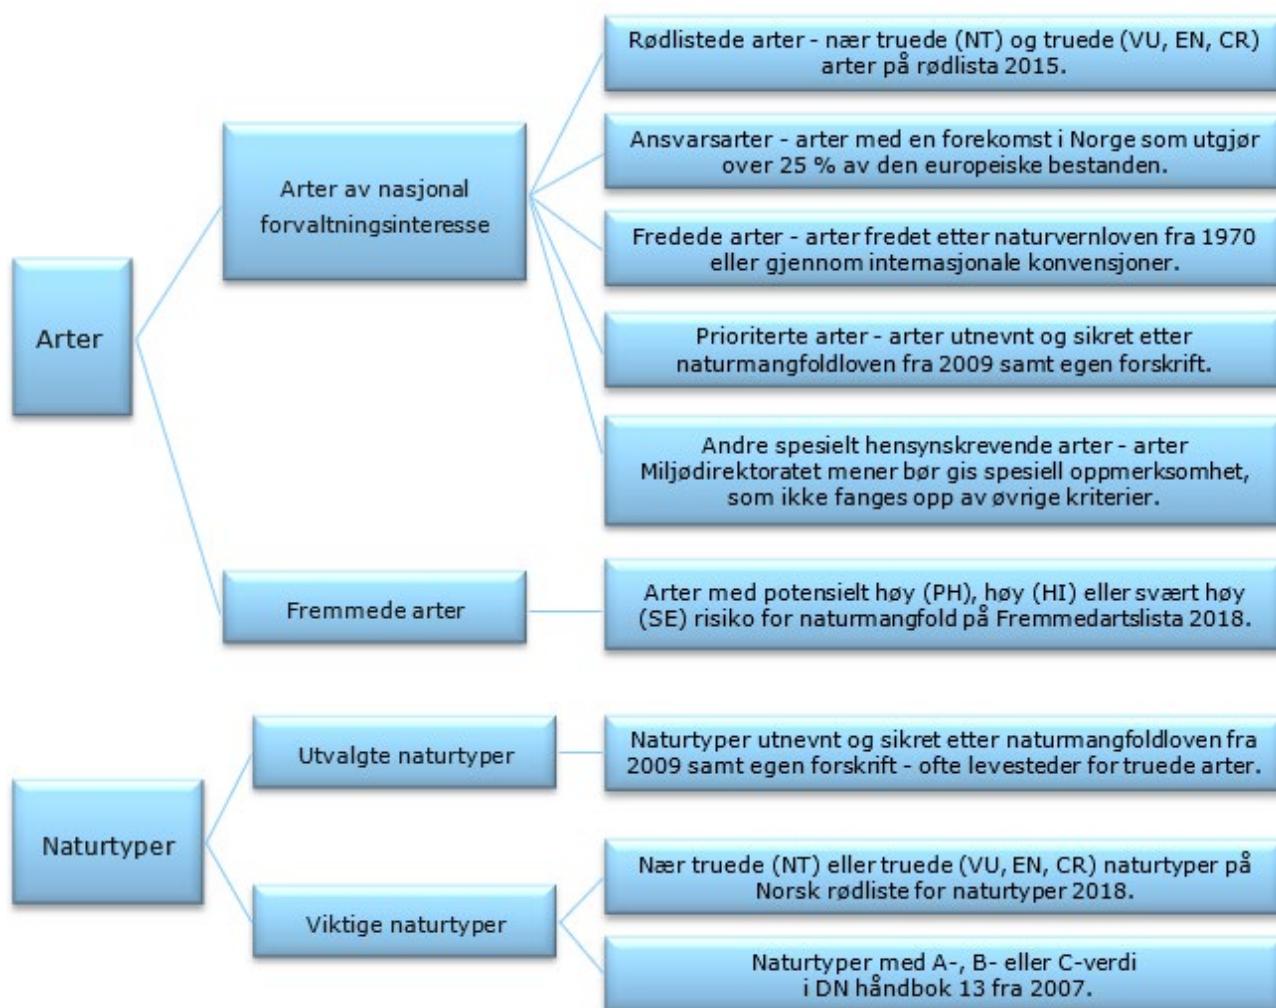 Arter
Arter av nasjonal
forvaltningsinteresse
Rødlistede arter - nær truede (NT) og truede (VU, EN, CR)
arter på rødlista 2015.
Ansvarsarter - arter med en forekomst i Norge som utgjør
over 25 % av den europeiske bestanden.
Fredede arter - arter fredet etter naturvernloven fra 1970
eller gjennom internasjonale konvensjoner.
Prioriterte arter - arter utnevnt og sikret etter
naturmangfoldloven fra 2009 samt egen forskrift.
Andre spesielt hensynskrevende arter - arter
Miljødirektoratet mener bør gis spesiell oppmerksomhet,
som ikke fanges opp av øvrige kriterier.
Fremmede arter
Arter med potensielt høy (PH), høy (HI) eller svært høy
(SE) risiko for naturmangfold på Fremmedartslista 2018.
Naturtyper
Utvalgte naturtyper
Naturtyper utnevnt og sikret etter naturmangfoldloven fra
2009 samt egen forskrift - ofte levesteder for truede arter.
Viktige naturtyper
Nær truede (NT) eller truede (VU, EN, CR) naturtyper på
Norsk rødliste for naturtyper 2018.
Naturtyper med A-, B- eller C-verdi
i DN håndbok 13 fra 2007.